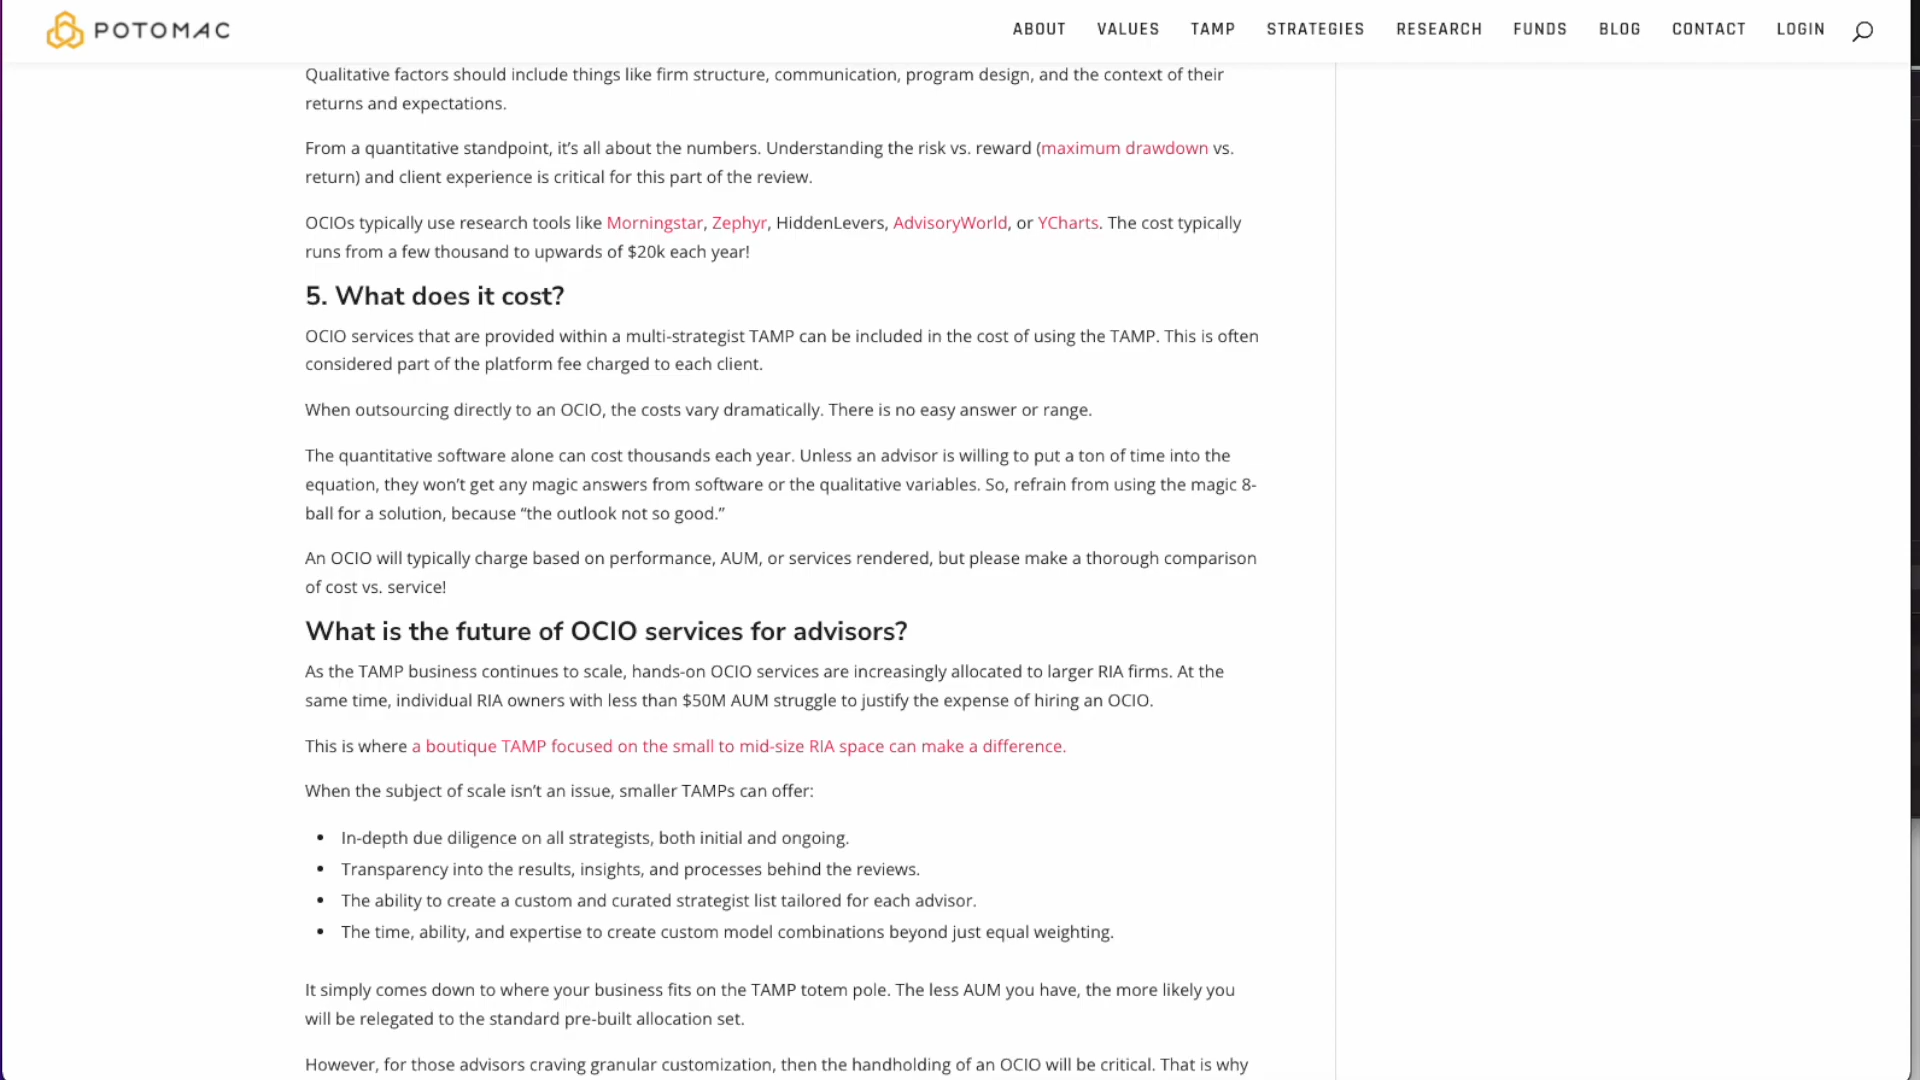 POTOMAC
ABOUT VALUES TAMP STRATEGIES RESEARCH FUNDS BLOG CONTACT LOGIN
Qualitative factors should include things like firm structure, communication, program design, and the context of their
returns and expectations.
From a quantitative standpoint, it’s all about the numbers. Understanding the risk vs. reward (maximum drawdown vs.
return) and client experience is critical for this part of the review.
OCIOs typically use research tools like Morningstar, Zephyr, HiddenLevers, AdvisoryWorld, or YCharts. The cost typically
runs from a few thousand to upwards of $20k each year!
5. What does it cost?
OCIO services that are provided within a multi-strategist TAMP can be included in the cost of using the TAMP. This is often
considered part of the platform fee charged to each client.
When outsourcing directly to an OCIO, the costs vary dramatically. There is no easy answer or range.
The quantitative software alone can cost thousands each year. Unless an advisor is willing to put a ton of time into the
equation, they won’t get any magic answers from software or the qualitative variables. So, refrain from using the magic 8-
ball for a solution, because “the outlook not so good.”
An OCIO will typically charge based on performance, AUM, or services rendered, but please make a thorough comparison
of cost vs. service!
What is the future of OCIO services for advisors?
As the TAMP business continues to scale, hands-on OCIO services are increasingly allocated to larger RIA firms. At the
same time, individual RIA owners with less than $50M AUM struggle to justify the expense of hiring an OCIO.
This is where a boutique TAMP focused on the small to mid-size RIA space can make a difference.
When the subject of scale isn’t an issue, smaller TAMPs can offer:
• In-depth due diligence on all strategists, both initial and ongoing.
• Transparency into the results, insights, and processes behind the reviews.
• The ability to create a custom and curated strategist list tailored for each advisor.
• The time, ability, and expertise to create custom model combinations beyond just equal weighting.
It simply comes down to where your business fits on the TAMP totem pole. The less AUM you have, the more likely you
will be relegated to the standard pre-built allocation set.
However, for those advisors craving granular customization, then the handholding of an OCIO will be critical. That is why